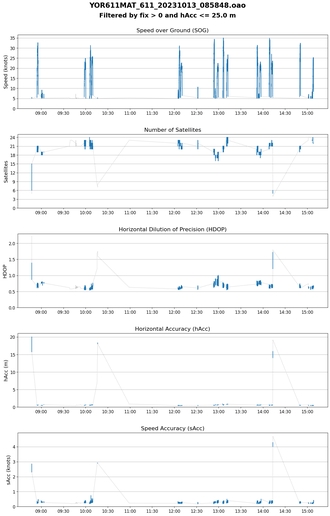 YOR611MAT_611_20231013_085848.oao
Filtered by fix > 0 and hAcc <= 25.0 m
Speed over Ground (SOG)
35
30
25
20
15
10
5
0
Speed (knots)
09:00 09:30 10:00 10:30 11:00 11:30 12:00 12:30 13:00 13:30 14:00 14:30 15:00
Number of Satellites
24
21
18
15
12
9
6
3
0
Satellites
09:00 09:30 10:00 10:30 11:00 11:30 12:00 12:30 13:00 13:30 14:00 14:30 15:00
Horizontal Dilution of Precision (HDOP)
2.0
1.5
1.0
0.5
0.0
HDOP
09:00 09:30 10:00 10:30 11:00 11:30 12:00 12:30 13:00 13:30 14:00 14:30 15:00
Horizontal Accuracy (hAcc)
20
15
10
5
0
hAcc (m)
09:00 09:30 10:00 10:30 11:00 11:30 12:00 12:30 13:00 13:30 14:00 14:30 15:00
Speed Accuracy (sAcc)
4
3
2
1
0
sAcc (knots)
09:00 09:30 10:00 10:30 11:00 11:30 12:00 12:30 13:00 13:30 14:00 14:30 15:00